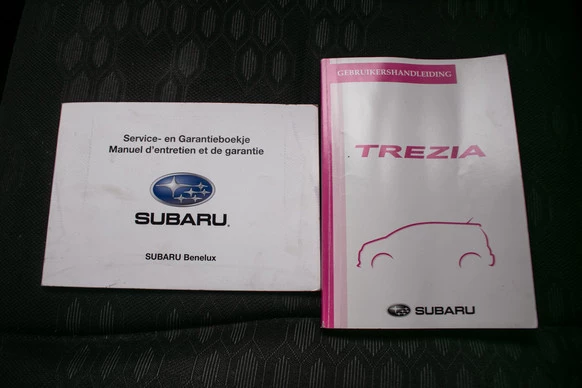 Service- en Garantieboekje
Manuel d'entretien et de garantie
SUBARU
SUBARU Benelux
GEBRUIKERSHANDLEIDING
TREZIA
SUBARU